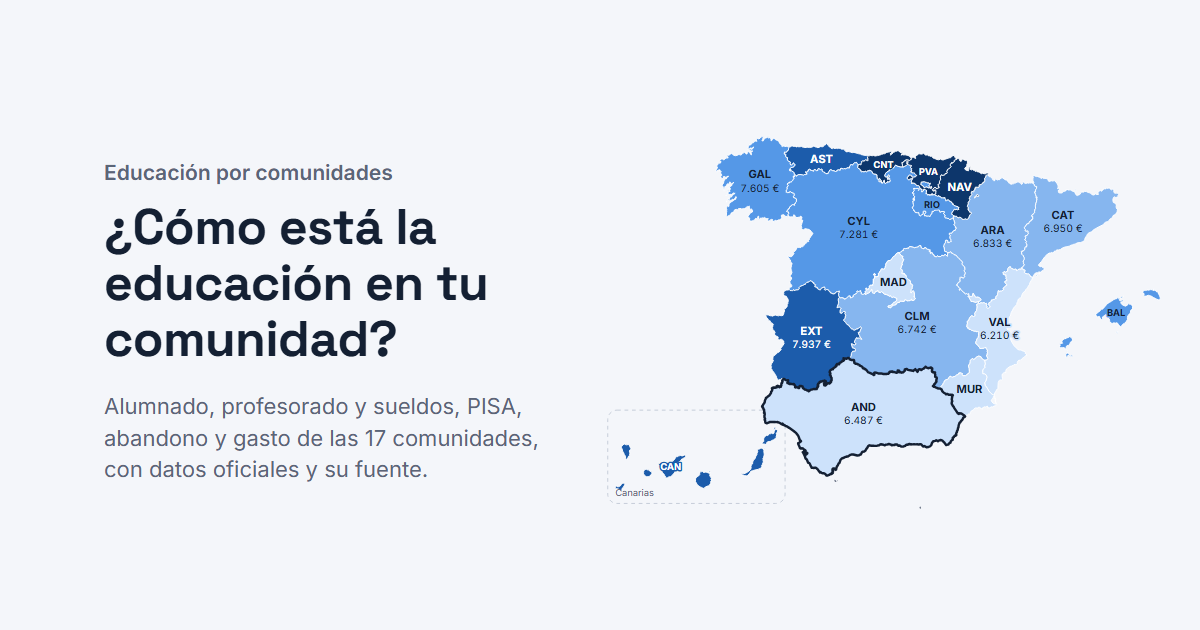 Educación por comunidades
¿Cómo está la
educación en tu
comunidad?
Alumnado, profesorado y sueldos, PISA,
abandono y gasto de las 17 comunidades,
con datos oficiales y su fuente.
GAL
7.605 €
AST
CNT
PVA
NAV
RIO
CYL
7.281 €
ARA
6.833 €
CAT
6.950 €
MAD
CLM
6.742 €
VAL
6.210 €
BAL
EXT
7.937 €
MUR
AND
6.487 €
CAN
Canarias